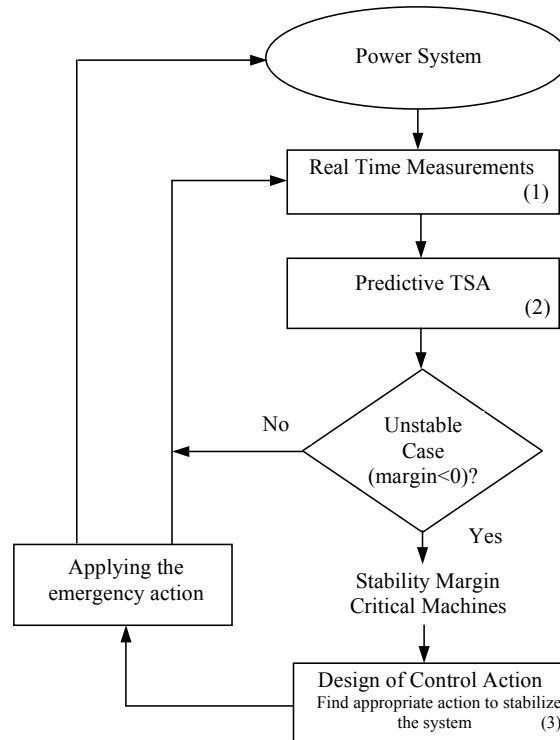 Power System
Real Time Measurements
(1)
Predictive TSA
(2)
No
Unstable
Case
(margin<0)?
Yes
Applying the
emergency action
Stability Margin
Critical Machines
Design of Control Action
Find appropriate action to stabilize
the system
(3)